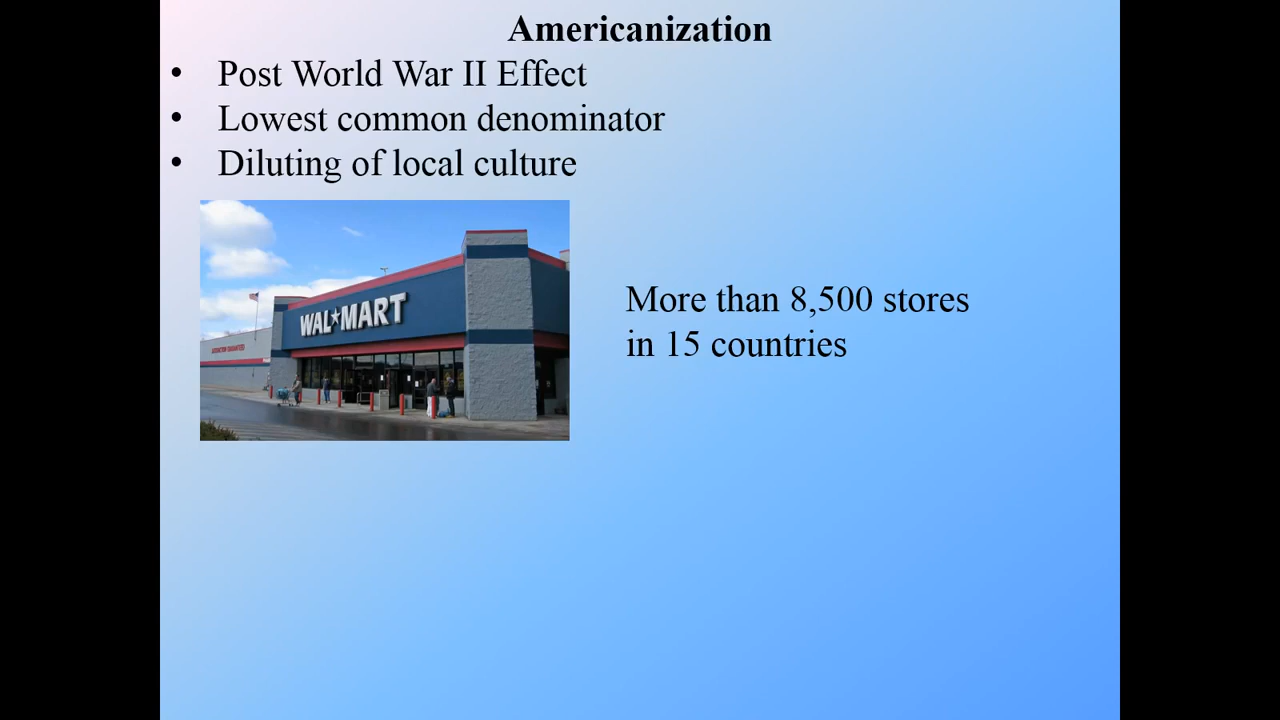 Americanization
• Post World War II Effect
• Lowest common denominator
• Diluting of local culture
WAL★MART
More than 8,500 stores
in 15 countries